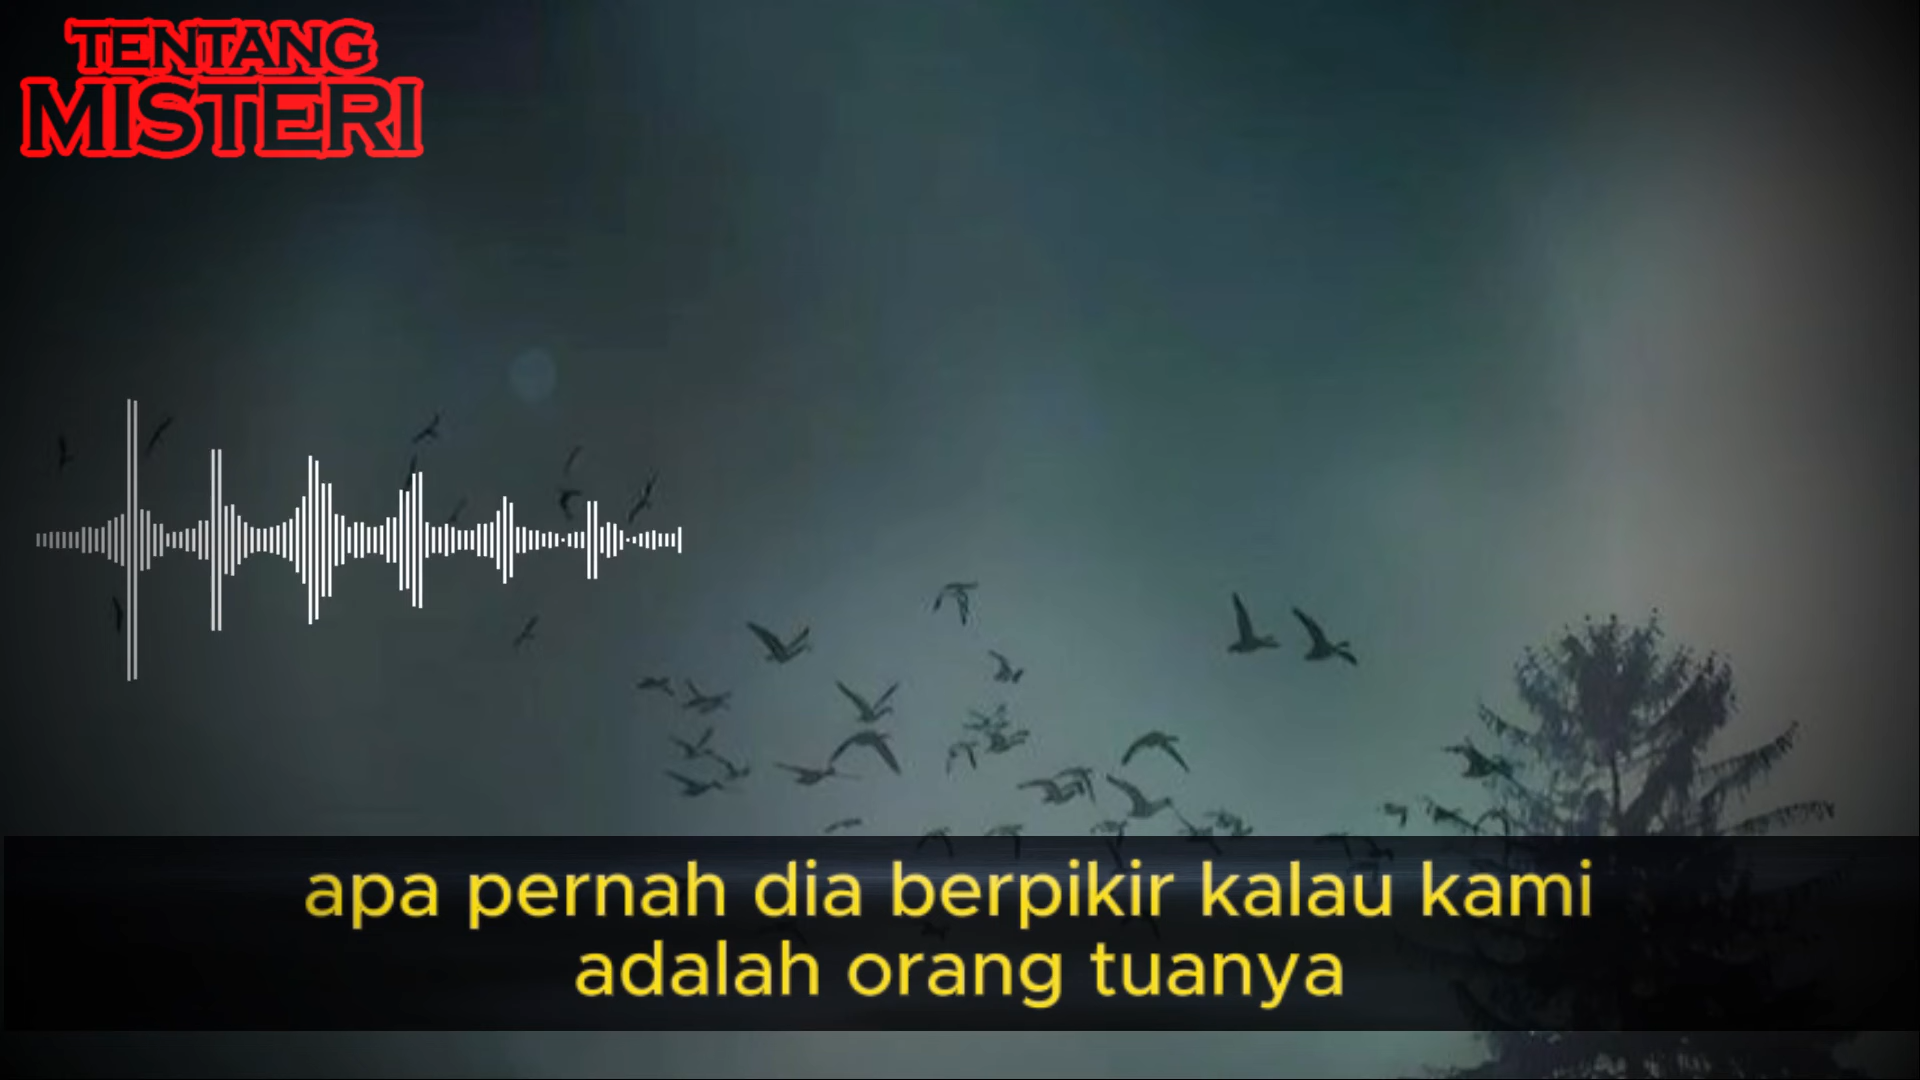 TENTANG
MISTERI
apa pernah dia berpikir kalau kami
adalah orang tuanya